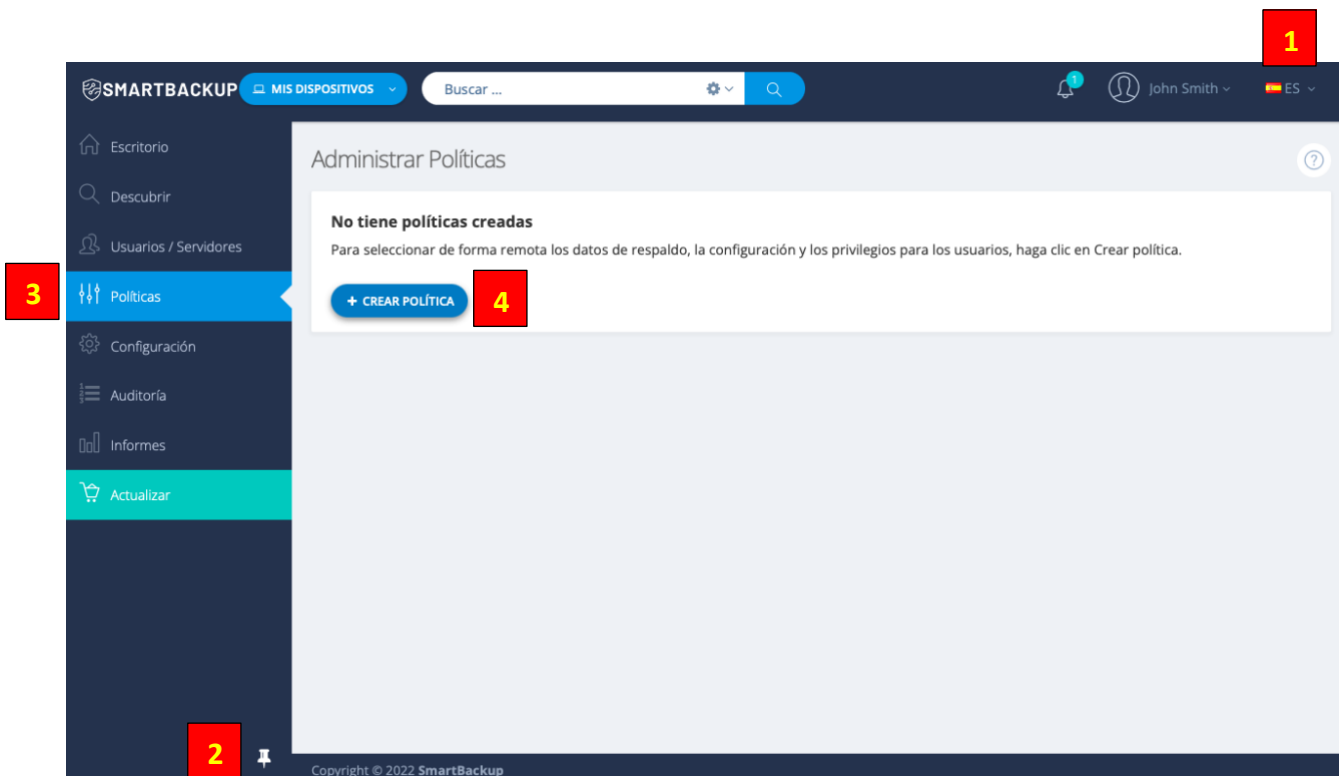 1
SMARTBACKUP MIS DISPOSITIVOS Buscar ... 1 John Smith ES
Escritorio
Descubrir
Usuarios / Servidores
3 Políticas
Configuración
Auditoría
Informes
Actualizar
2
Administrar Políticas ?
No tiene políticas creadas
Para seleccionar de forma remota los datos de respaldo, la configuración y los privilegios para los usuarios, haga clic en Crear política.
+ CREAR POLÍTICA 4
Copyright © 2022 SmartBackup